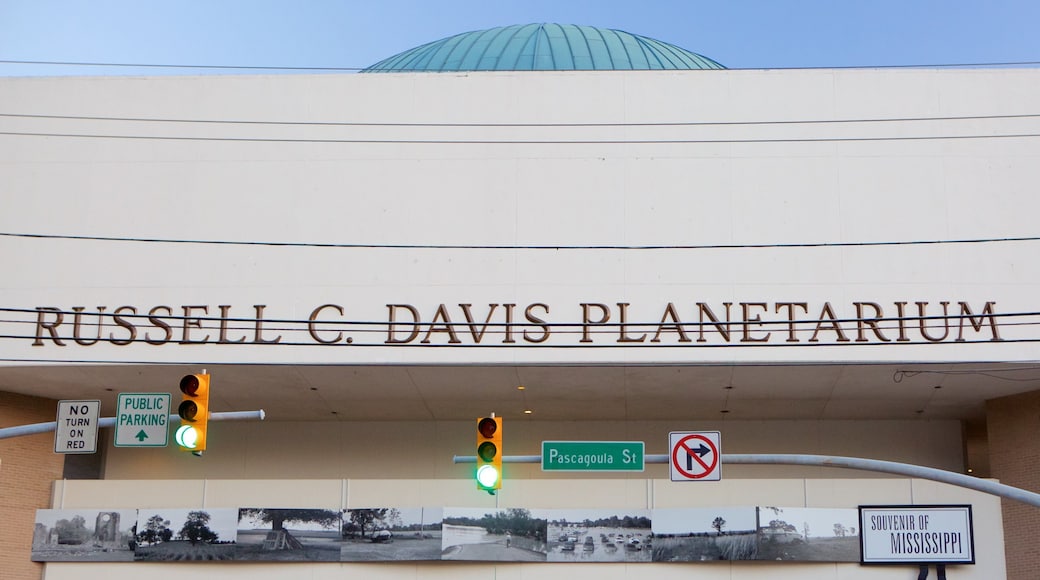 RUSSELL C. DAVIS PLANETARIUM
NO
TURN
ON
RED
PUBLIC
PARKING
Pascagoula St
SOUVENIR OF
MISSISSIPPI